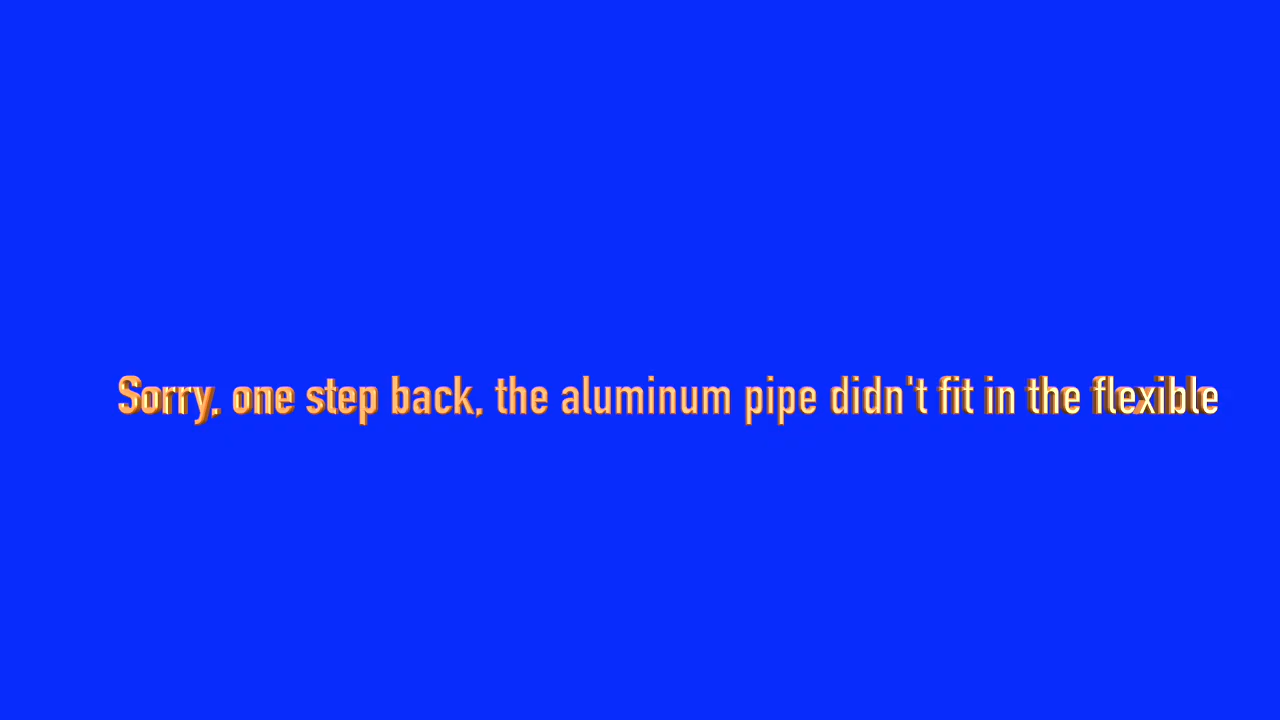 Sorry, one step back, the aluminum pipe didn't fit in the flexible